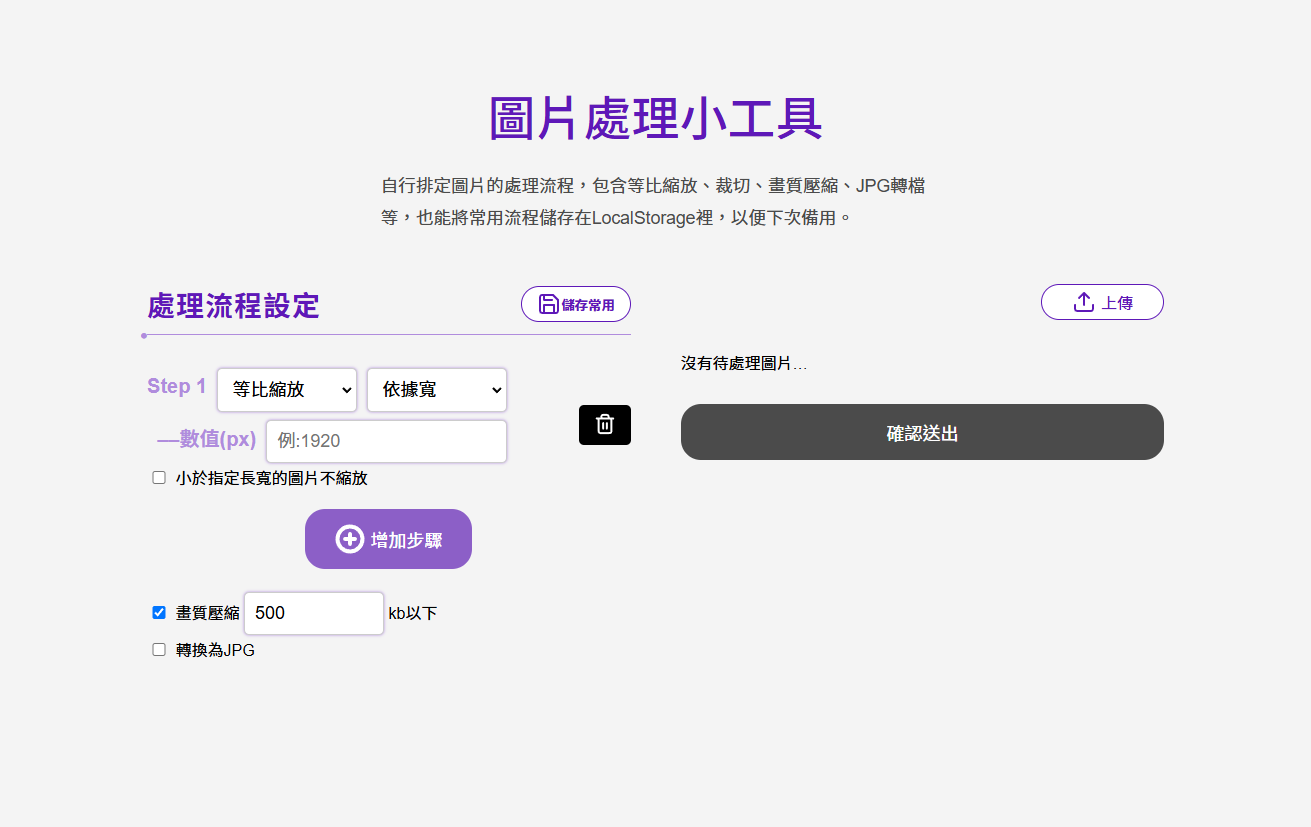 圖片處理小工具
自行排定圖片的處理流程，包含等比縮放、裁切、畫質壓縮、JPG轉檔
等，也能將常用流程儲存在LocalStorage裡，以便下次備用。
處理流程設定
儲存常用
Step 1
等比縮放
依據寬
—數值(px)
例:1920
小於指定長寬的圖片不縮放
增加步驟
畫質壓縮 500 kb以下
轉換為JPG
上傳
沒有待處理圖片…
確認送出